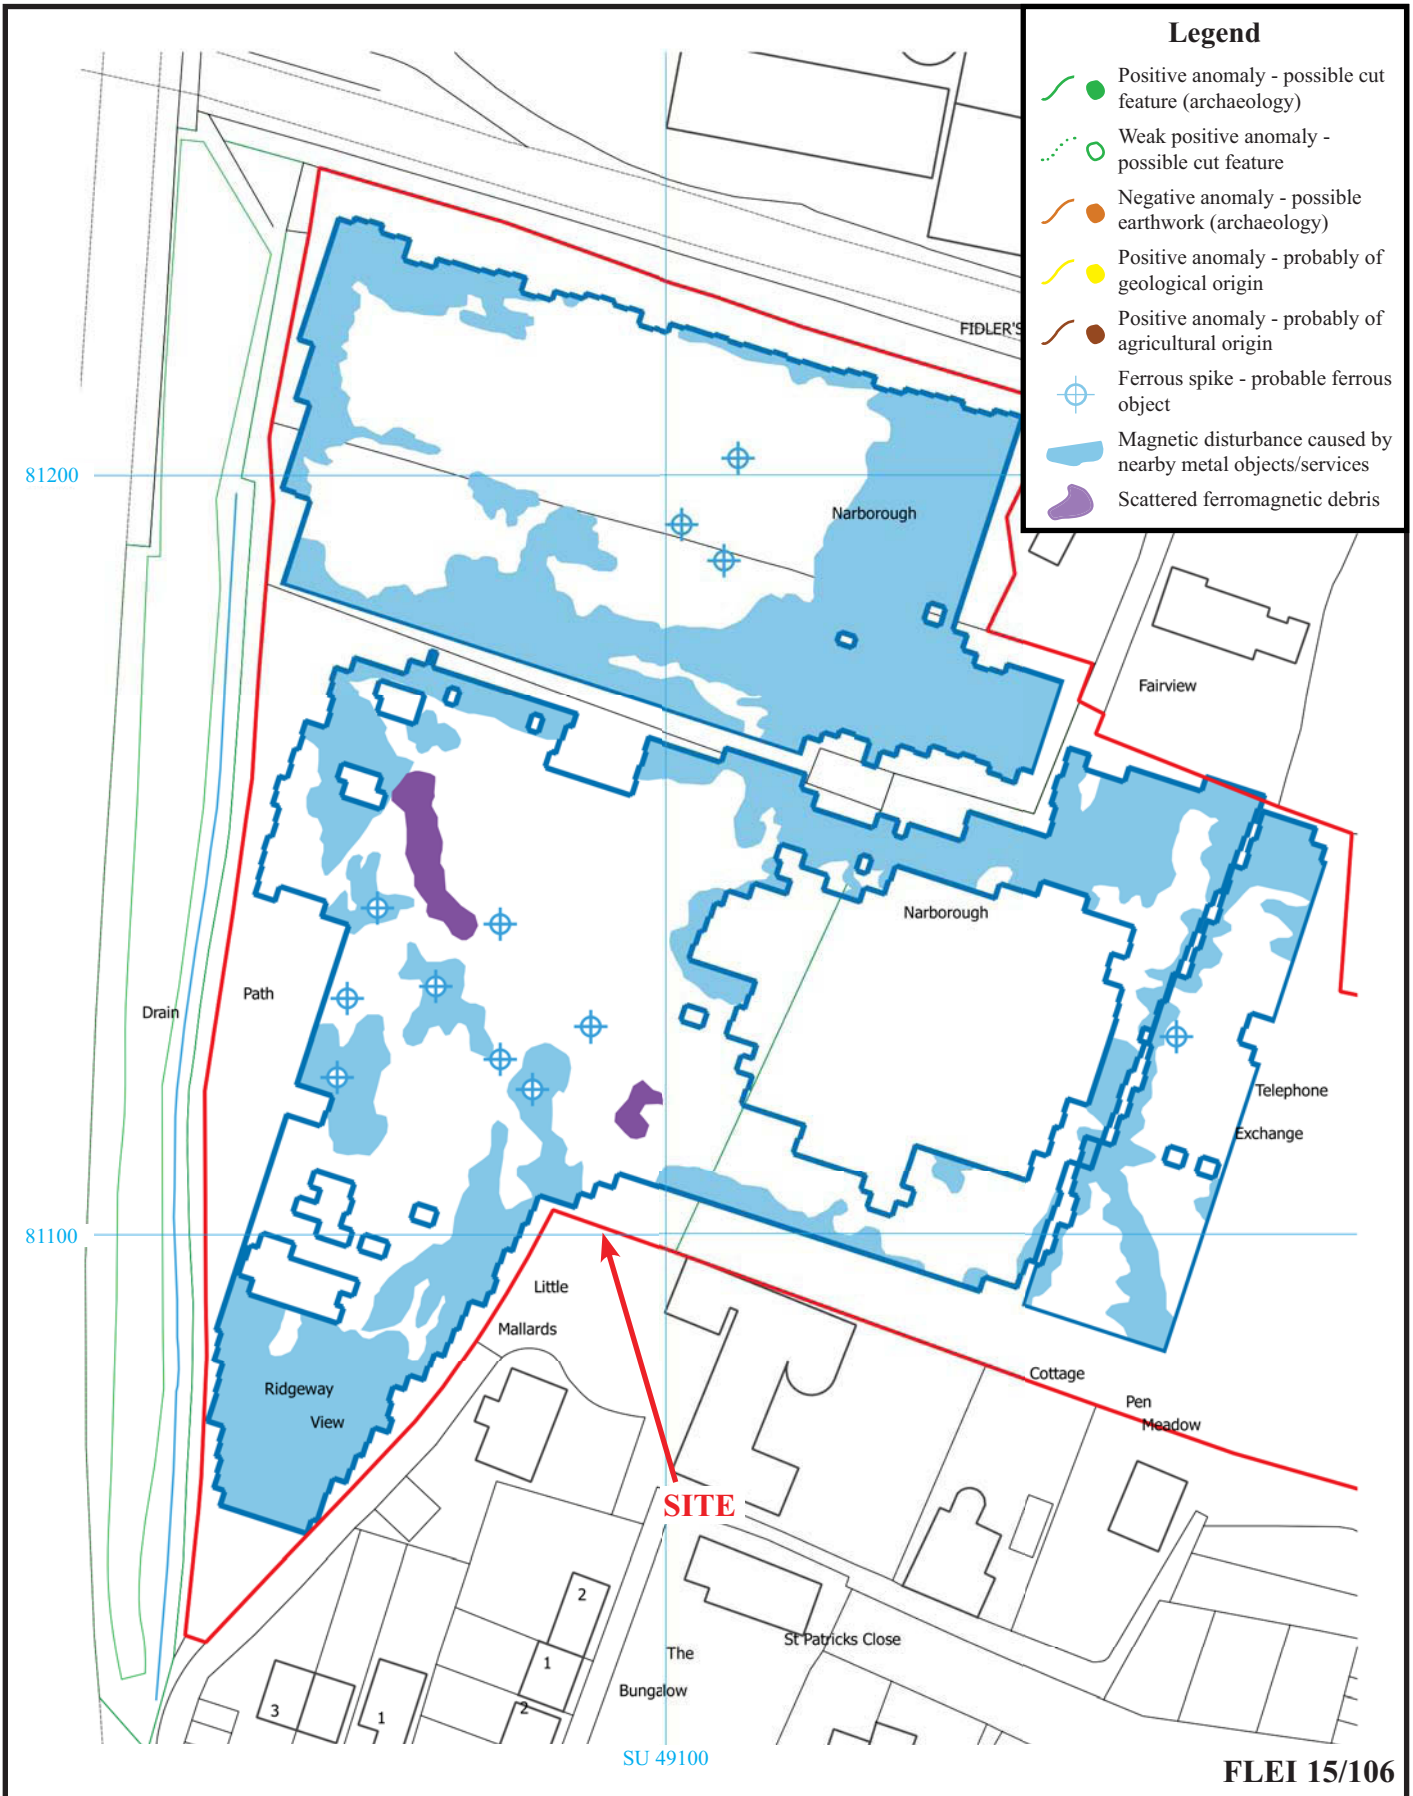 Legend
Positive anomaly - possible cut
feature (archaeology)
Weak positive anomaly -
possible cut feature
Negative anomaly - possible
earthwork (archaeology)
Positive anomaly - probably of
geological origin
Positive anomaly - probably of
agricultural origin
Ferrous spike - probable ferrous
object
Magnetic disturbance caused by
nearby metal objects/services
Scattered ferromagnetic debris
FIDLER'S
81200
Narborough
Fairview
Narborough
Path
Drain
Telephone
Exchange
81100
Little
Mallards
Cottage
Ridgeway
View
Pen
Meadow
SITE
2
St Patricks Close
The
1
Bungalow
3
1
2
SU 49100
FLEI 15/106